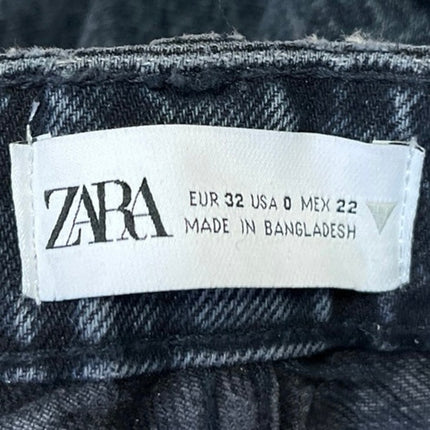 ZARA
EUR 32 USA 0 MEX 22
MADE IN BANGLADESH